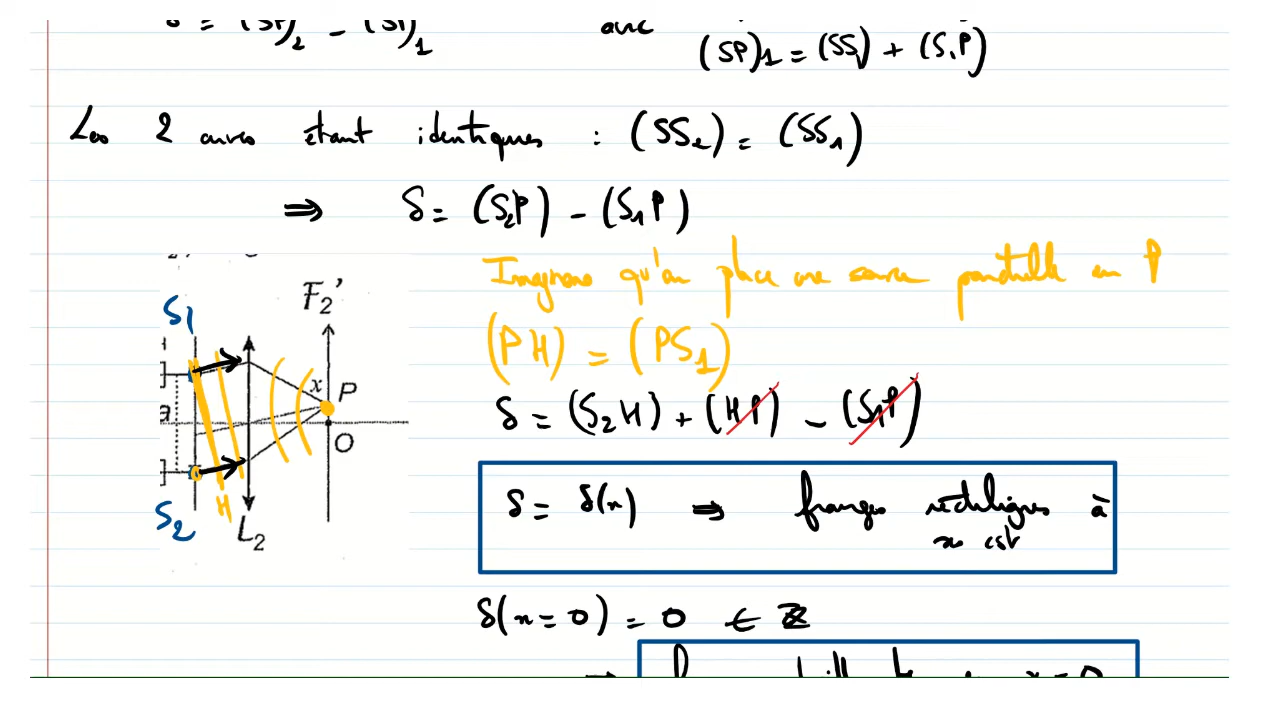 δ = (SP)₂ - (SP)₁ avec
(SP)1 = (SS₁) + (S₁P)
Les 2 cuves étant identiques : (SS₂) = (SS₁)
⇒ δ = (S₂P) - (S₁P)
Imaginons qu'on place une source ponctuelle en P
(PH) = (PS₁)
δ = (S₂H) + (HP) - (S₁P)
δ = δ(x) ⇒ franges rectilignes à
x cst
δ(x=0) = 0 ∈ ℤ
x = 0
S1
F₂'
x
P
a
O
H
S2
L₂